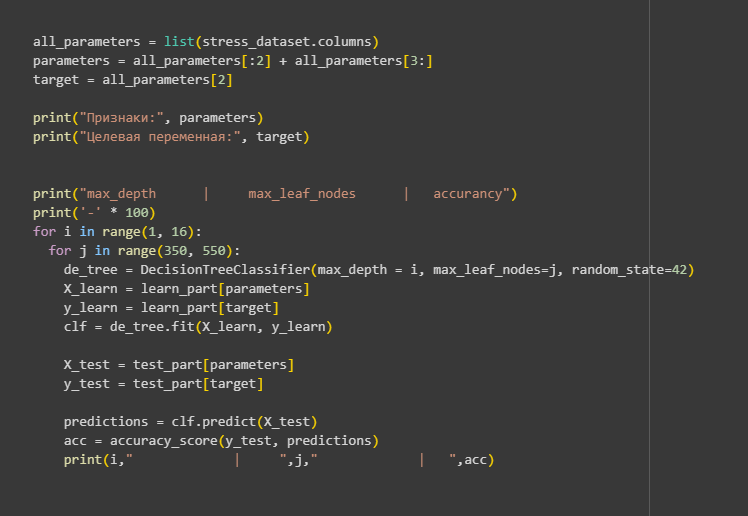 all_parameters = list(stress_dataset.columns)
parameters = all_parameters[:2] + all_parameters[3:]
target = all_parameters[2]
print("Признаки:", parameters)
print("Целевая переменная:", target)
print("max_depth      |     max_leaf_nodes      |   accurancy")
print('-' * 100)
for i in range(1, 16):
  for j in range(350, 550):
    de_tree = DecisionTreeClassifier(max_depth = i, max_leaf_nodes=j, random_state=42)
    X_learn = learn_part[parameters]
    y_learn = learn_part[target]
    clf = de_tree.fit(X_learn, y_learn)
    X_test = test_part[parameters]
    y_test = test_part[target]
    predictions = clf.predict(X_test)
    acc = accuracy_score(y_test, predictions)
    print(i,"             |     ",j,"             |   ",acc)